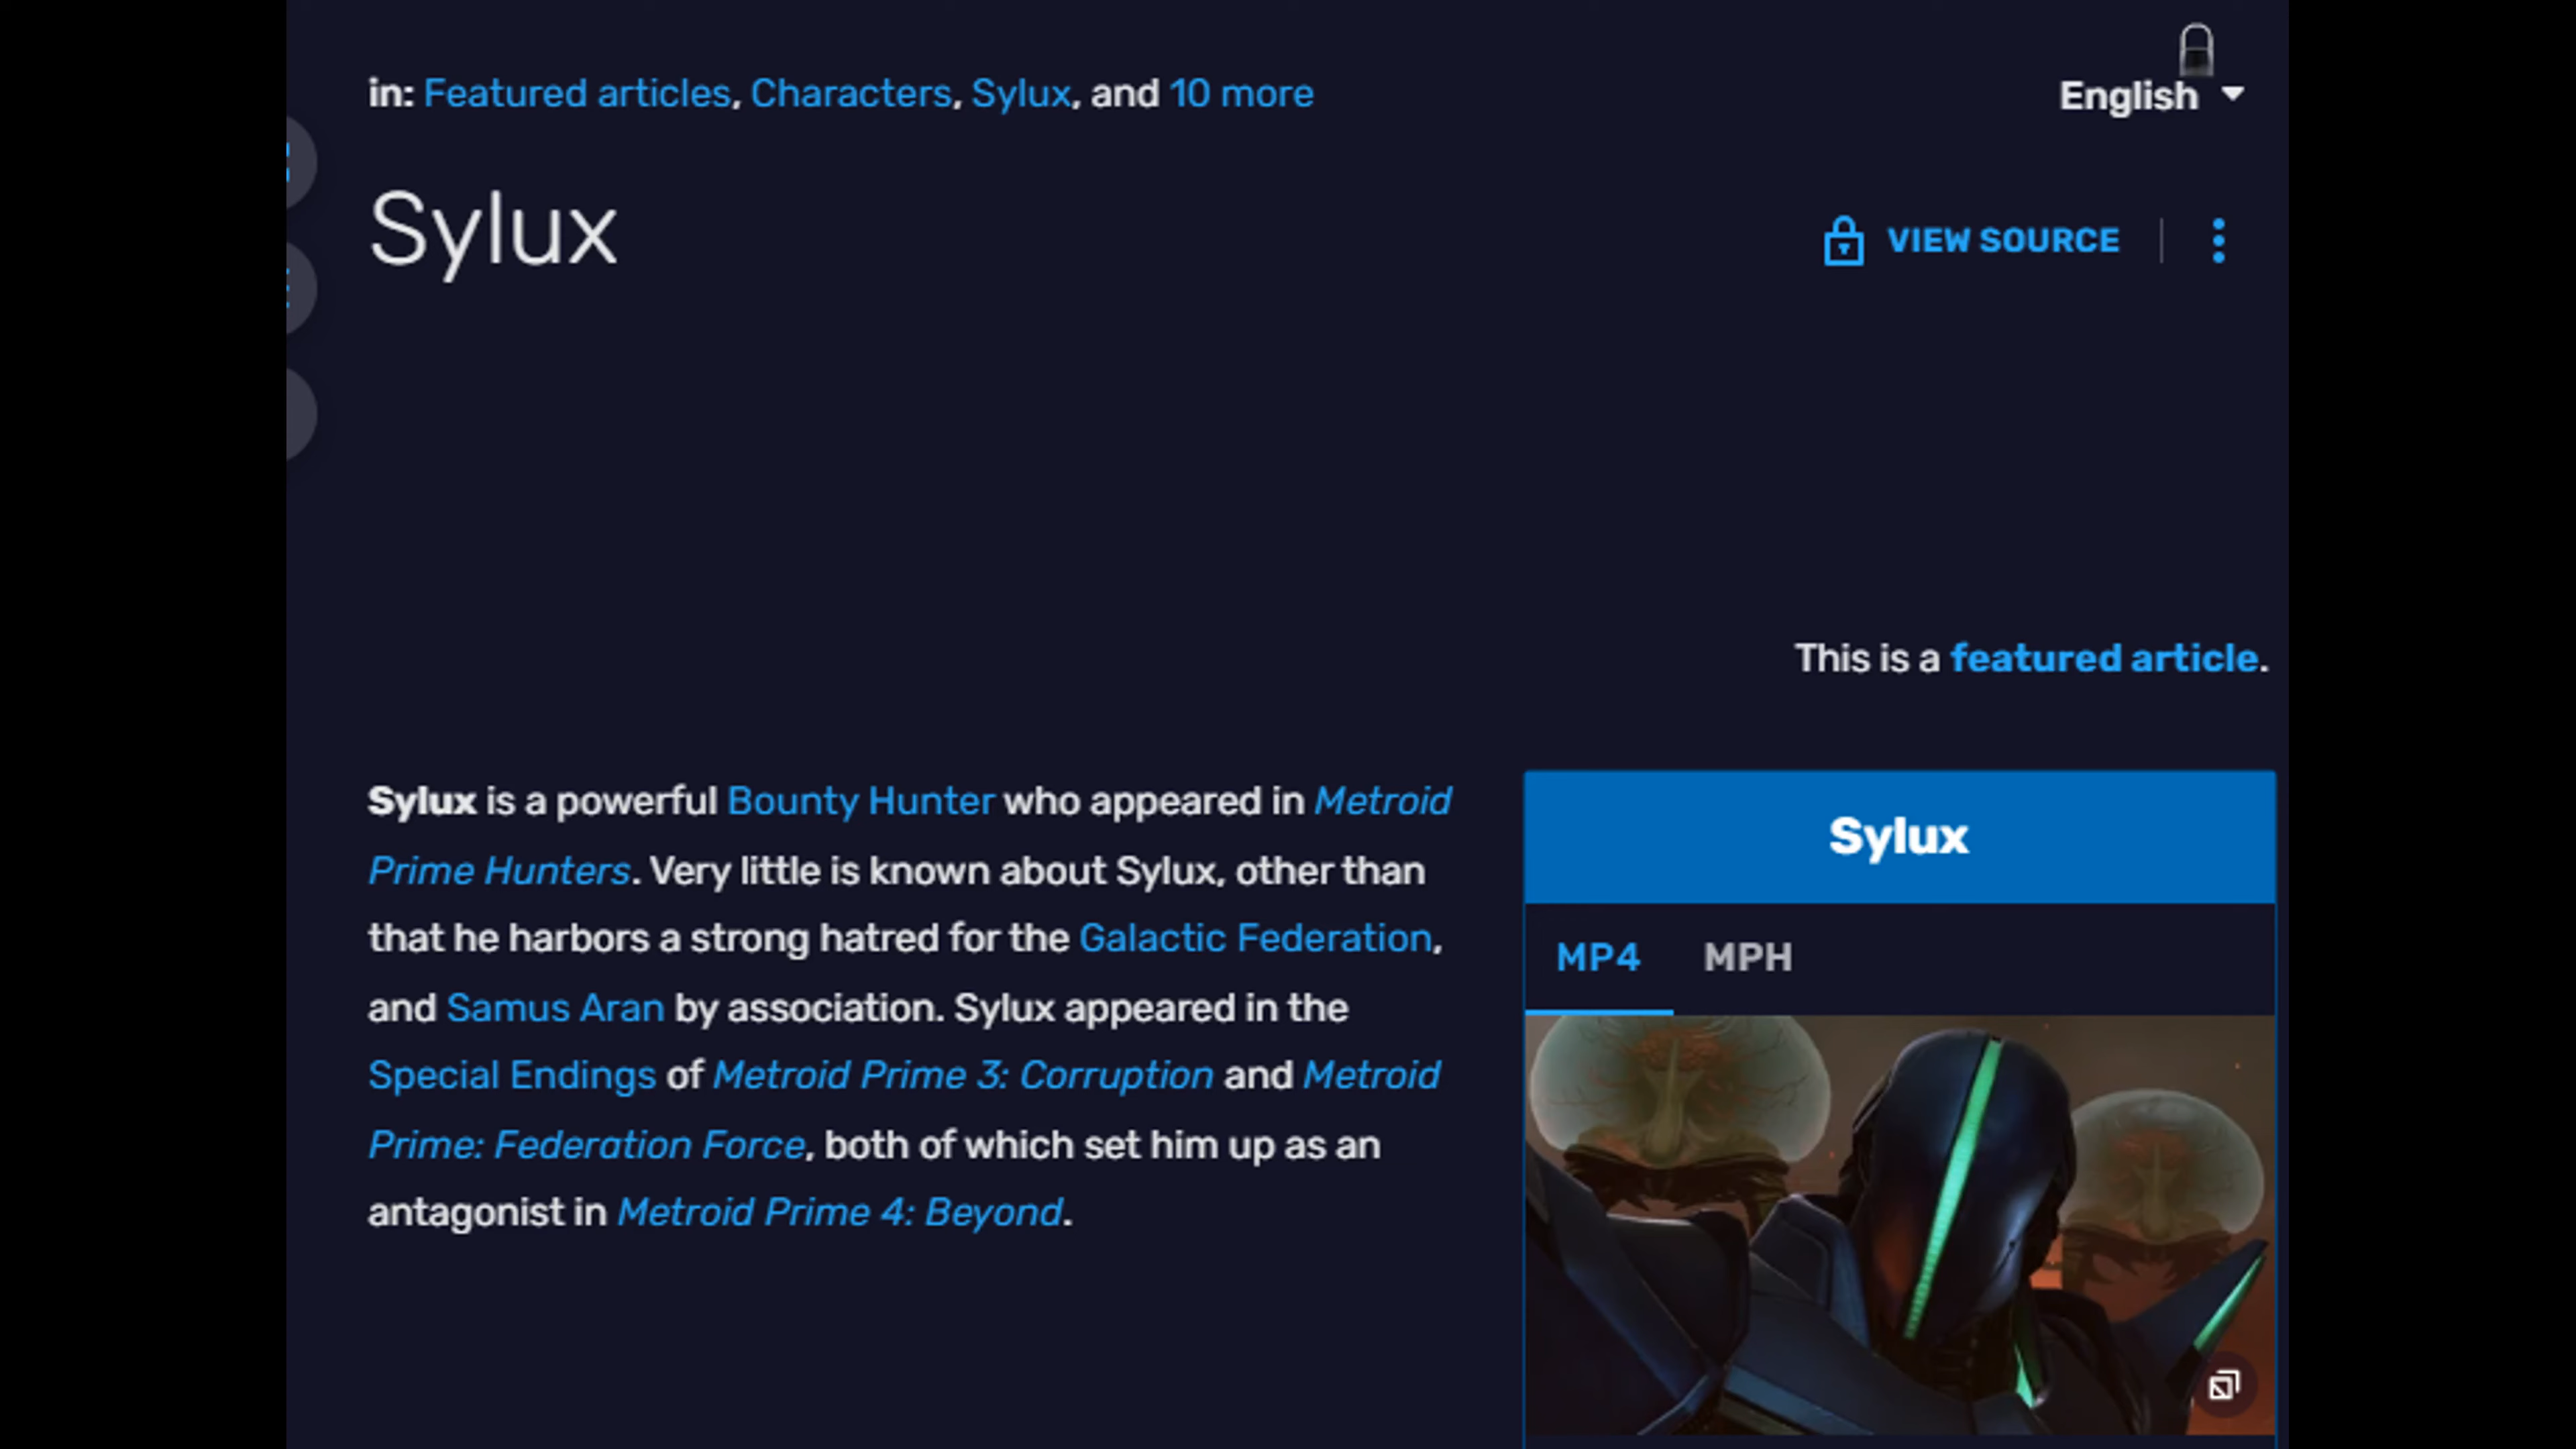 in: Featured articles, Characters, Sylux, and 10 more
English
Sylux
VIEW SOURCE
This is a featured article.
Sylux is a powerful Bounty Hunter who appeared in Metroid
Prime Hunters. Very little is known about Sylux, other than
that he harbors a strong hatred for the Galactic Federation,
and Samus Aran by association. Sylux appeared in the
Special Endings of Metroid Prime 3: Corruption and Metroid
Prime: Federation Force, both of which set him up as an
antagonist in Metroid Prime 4: Beyond.
Sylux
MP4 MPH